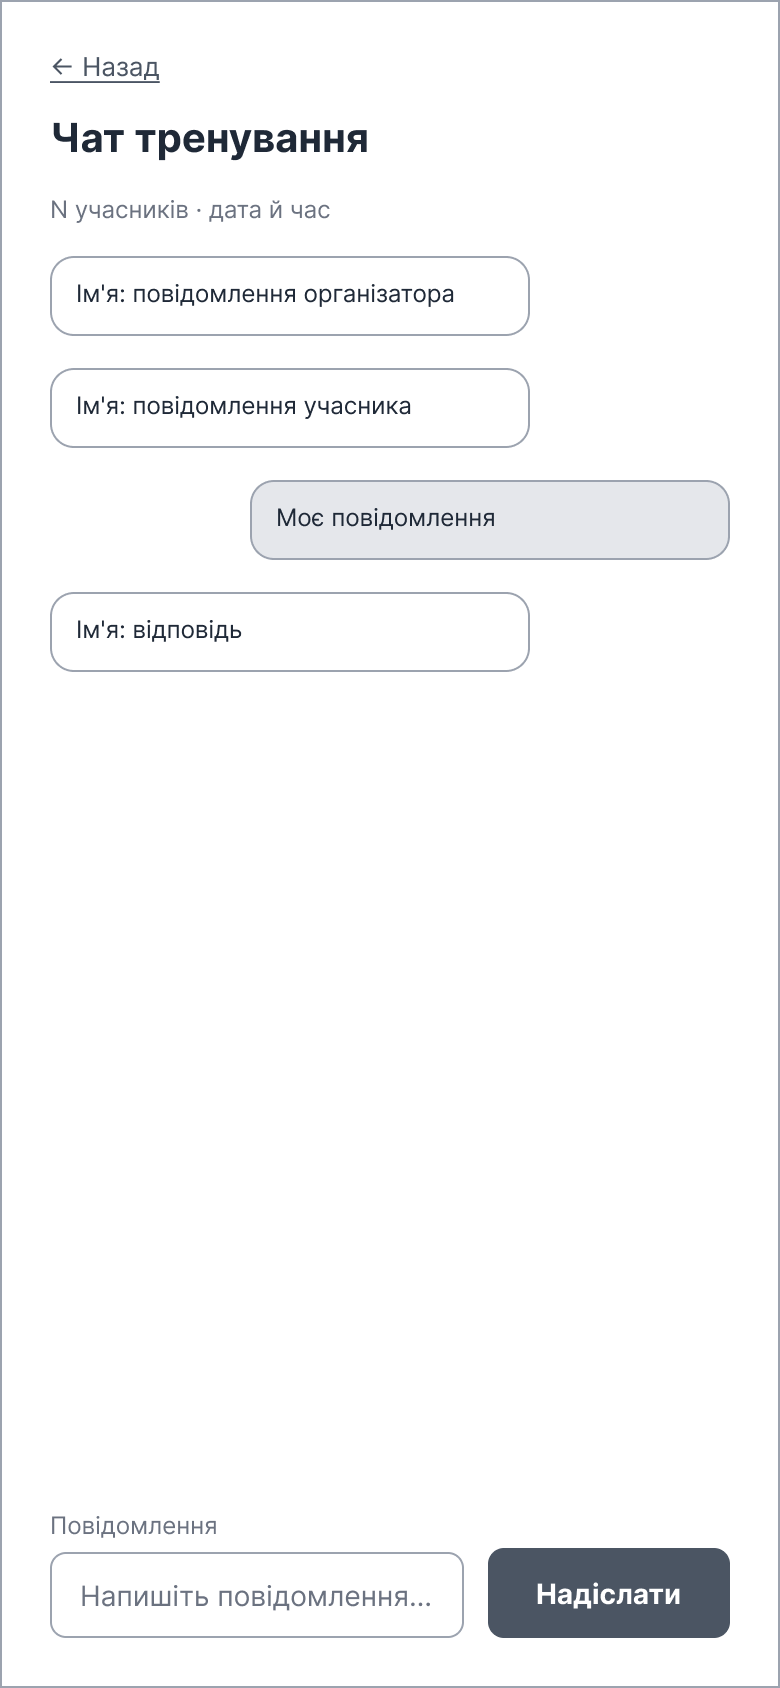 ← Назад
Чат тренування
N учасників · дата й час
Ім'я: повідомлення організатора
Ім'я: повідомлення учасника
Моє повідомлення
Ім'я: відповідь
Повідомлення
Напишіть повідомлення...
Надіслати